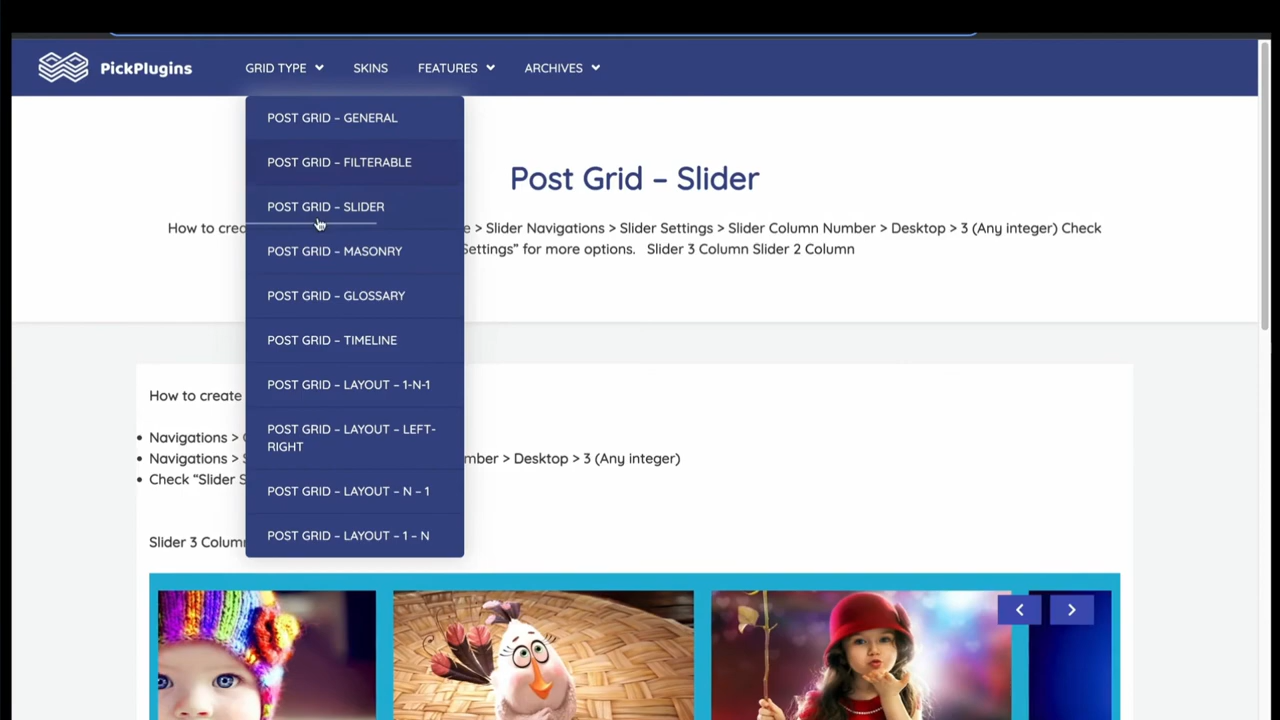 PickPlugins
GRID TYPE
SKINS
FEATURES
ARCHIVES
POST GRID – GENERAL
POST GRID – FILTERABLE
POST GRID – SLIDER
POST GRID – MASONRY
POST GRID – GLOSSARY
POST GRID – TIMELINE
POST GRID – LAYOUT – 1-N-1
POST GRID – LAYOUT – LEFT-
RIGHT
POST GRID – LAYOUT – N – 1
POST GRID – LAYOUT – 1 – N
Post Grid – Slider
How to > Slider Navigations > Slider Settings > Slider Column Number > Desktop > 3 (Any integer) Check
Settings” for more options. Slider 3 Column Slider 2 Column
How to create
• Navigations >
• Navigations > > Desktop > 3 (Any integer)
• Check “Slider
Slider 3